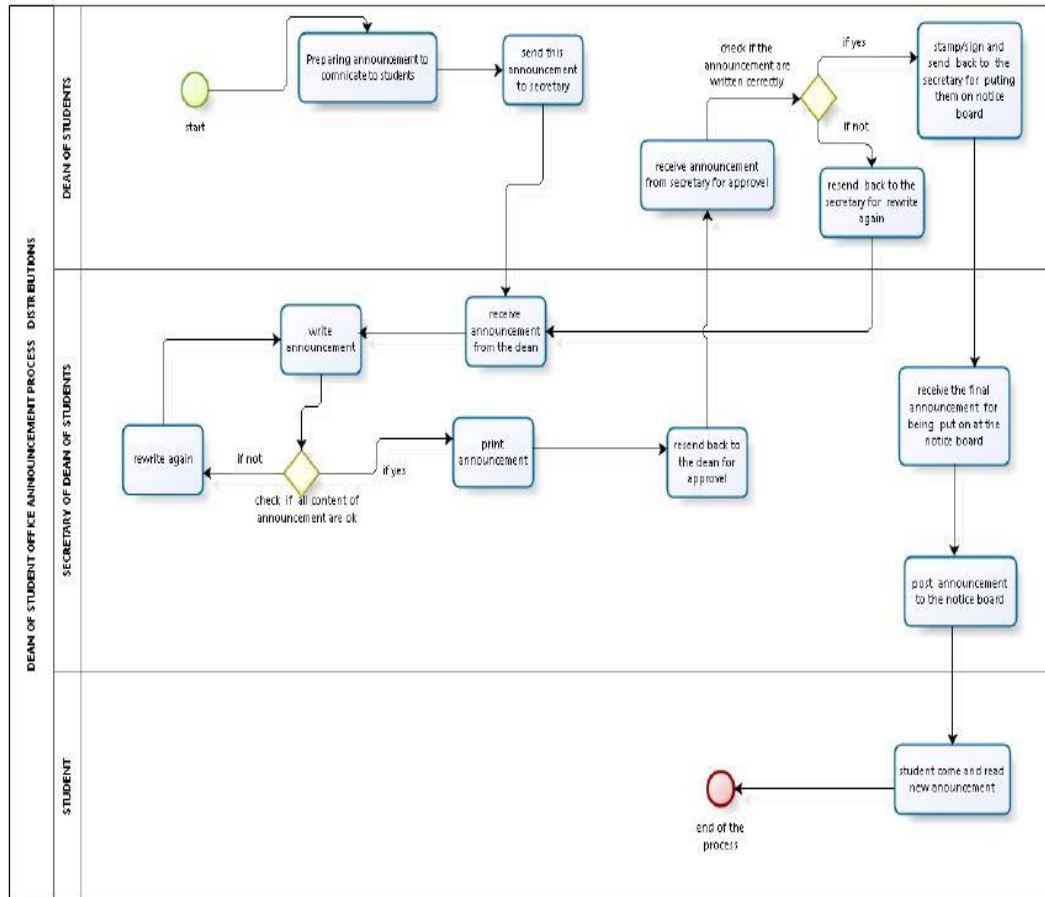 DEAN OF STUDENT OFFICE ANNOUNCEMENT PROCESS DISTRIBUTIONS
DEAN OF STUDENTS
start
Preparing announcement to
comnicate to students
send this
announcement
to secretary
receive announcement
from secretary for approvel
check if the
announcement are
written correctly
if yes
if not
stamp/sign and
send back to the
secretary for puting
them on notice
board
resend back to the
secretary for rewrite
again
SECRETARY OF DEAN OF STUDENTS
write
announcement
receive
announcement
from the dean
rewrite again
if not
if yes
check if all content of
announcement are ok
print
announcement
resend back to
the dean for
approvel
receive the final
announcement for
being put on at the
notice board
post announcement
to the notice board
STUDENT
student come and read
new anouncement
end of the
process